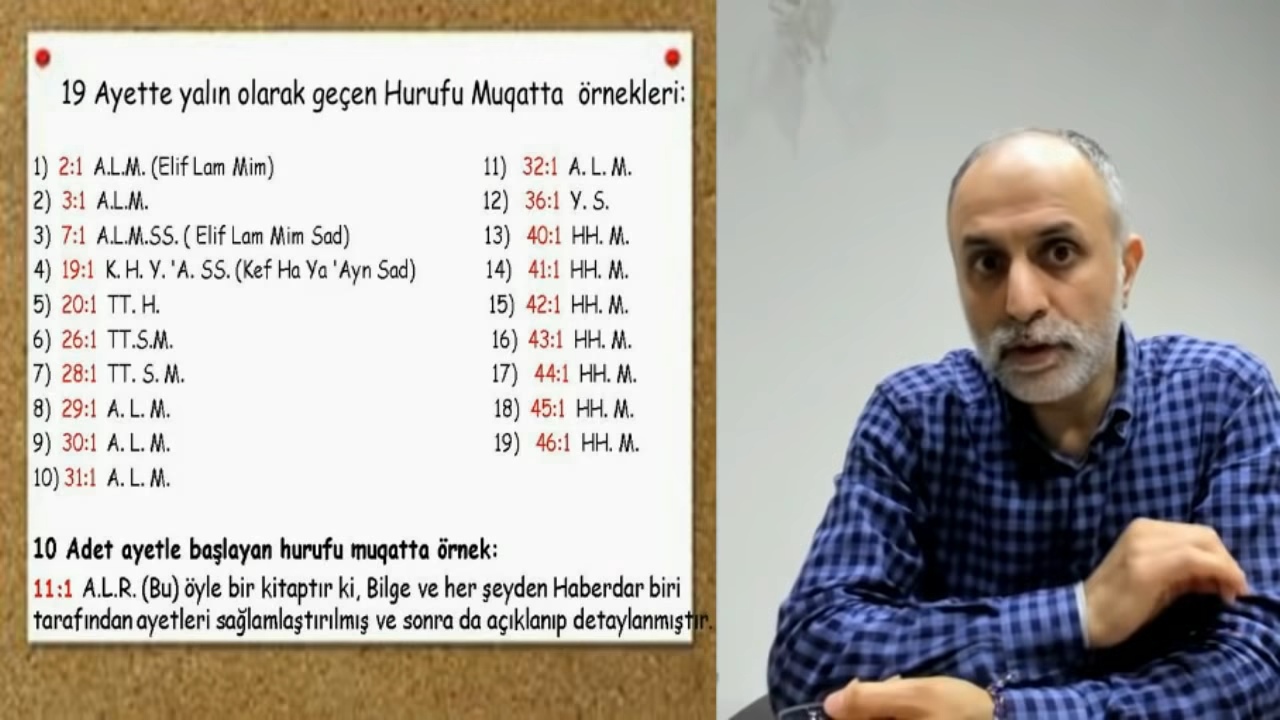 19 Ayette yalın olarak geçen Hurufu Muqatta örnekleri:
1) 2:1 A.L.M. (Elif Lam Mim)
2) 3:1 A.L.M.
3) 7:1 A.L.M.SS. ( Elif Lam Mim Sad)
4) 19:1 K. H. Y. 'A. SS. (Kef Ha Ya 'Ayn Sad)
5) 20:1 TT. H.
6) 26:1 TT.S.M.
7) 28:1 TT. S. M.
8) 29:1 A. L. M.
9) 30:1 A. L. M.
10) 31:1 A. L. M.
11) 32:1 A. L. M.
12) 36:1 Y. S.
13) 40:1 HH. M.
14) 41:1 HH. M.
15) 42:1 HH. M.
16) 43:1 HH. M.
17) 44:1 HH. M.
18) 45:1 HH. M.
19) 46:1 HH. M.
10 Adet ayetle başlayan hurufu muqatta örnek:
11:1 A.L.R. (Bu) öyle bir kitaptır ki, Bilge ve her şeyden Haberdar biri
tarafından ayetleri sağlamlaştırılmış ve sonra da açıklanıp detaylanmıştır.